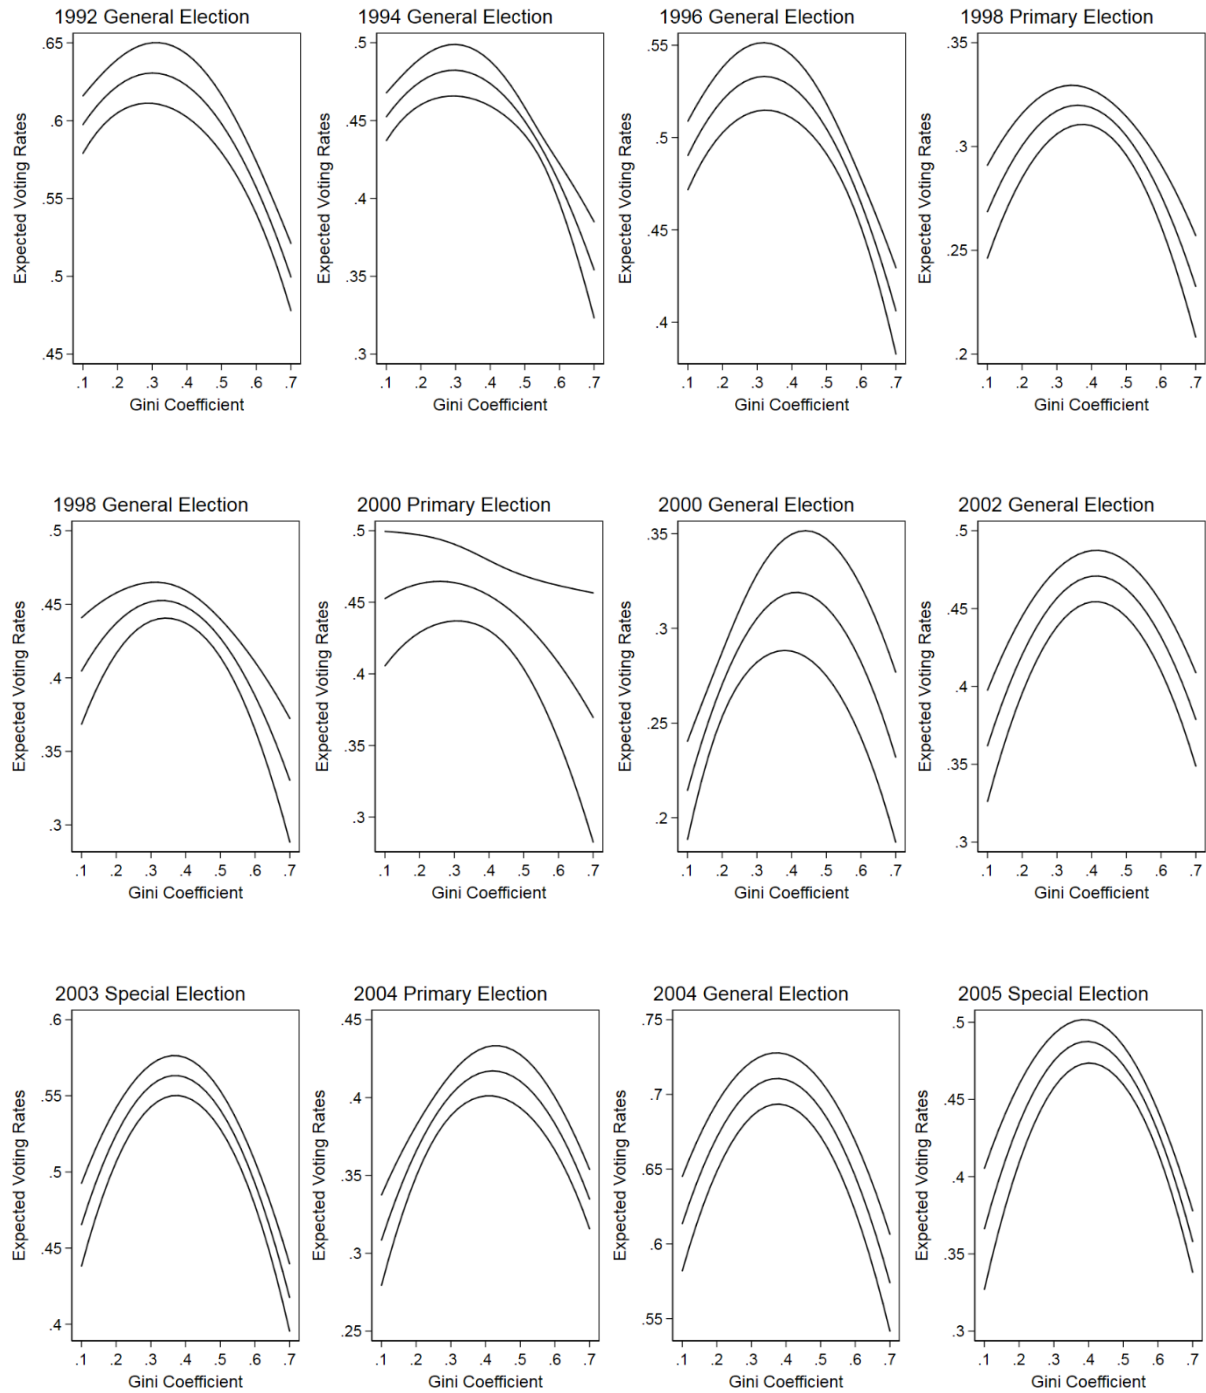 1992 General Election
Expected Voting Rates
.65
.6
.55
.5
.45
.1 .2 .3 .4 .5 .6 .7
Gini Coefficient
1994 General Election
Expected Voting Rates
.5
.45
.4
.35
.3
.1 .2 .3 .4 .5 .6 .7
Gini Coefficient
1996 General Election
Expected Voting Rates
.55
.5
.45
.4
.1 .2 .3 .4 .5 .6 .7
Gini Coefficient
1998 Primary Election
Expected Voting Rates
.35
.3
.25
.2
.1 .2 .3 .4 .5 .6 .7
Gini Coefficient
1998 General Election
Expected Voting Rates
.5
.45
.4
.35
.3
.1 .2 .3 .4 .5 .6 .7
Gini Coefficient
2000 Primary Election
Expected Voting Rates
.5
.45
.4
.35
.3
.1 .2 .3 .4 .5 .6 .7
Gini Coefficient
2000 General Election
Expected Voting Rates
.35
.3
.25
.2
.1 .2 .3 .4 .5 .6 .7
Gini Coefficient
2002 General Election
Expected Voting Rates
.5
.45
.4
.35
.3
.1 .2 .3 .4 .5 .6 .7
Gini Coefficient
2003 Special Election
Expected Voting Rates
.6
.55
.5
.45
.4
.1 .2 .3 .4 .5 .6 .7
Gini Coefficient
2004 Primary Election
Expected Voting Rates
.45
.4
.35
.3
.25
.1 .2 .3 .4 .5 .6 .7
Gini Coefficient
2004 General Election
Expected Voting Rates
.75
.7
.65
.6
.55
.1 .2 .3 .4 .5 .6 .7
Gini Coefficient
2005 Special Election
Expected Voting Rates
.5
.45
.4
.35
.3
.1 .2 .3 .4 .5 .6 .7
Gini Coefficient